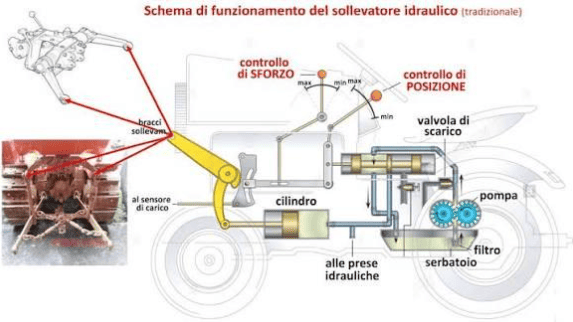 Schema di funzionamento del sollevatore idraulico (tradizionale)
controllo
di SFORZO
max
min
max
min
controllo di
POSIZIONE
bracci
sollevam
valvola di
scarico
al sensore
di carico
cilindro
pompa
alle prese
idrauliche
filtro
serbatoio